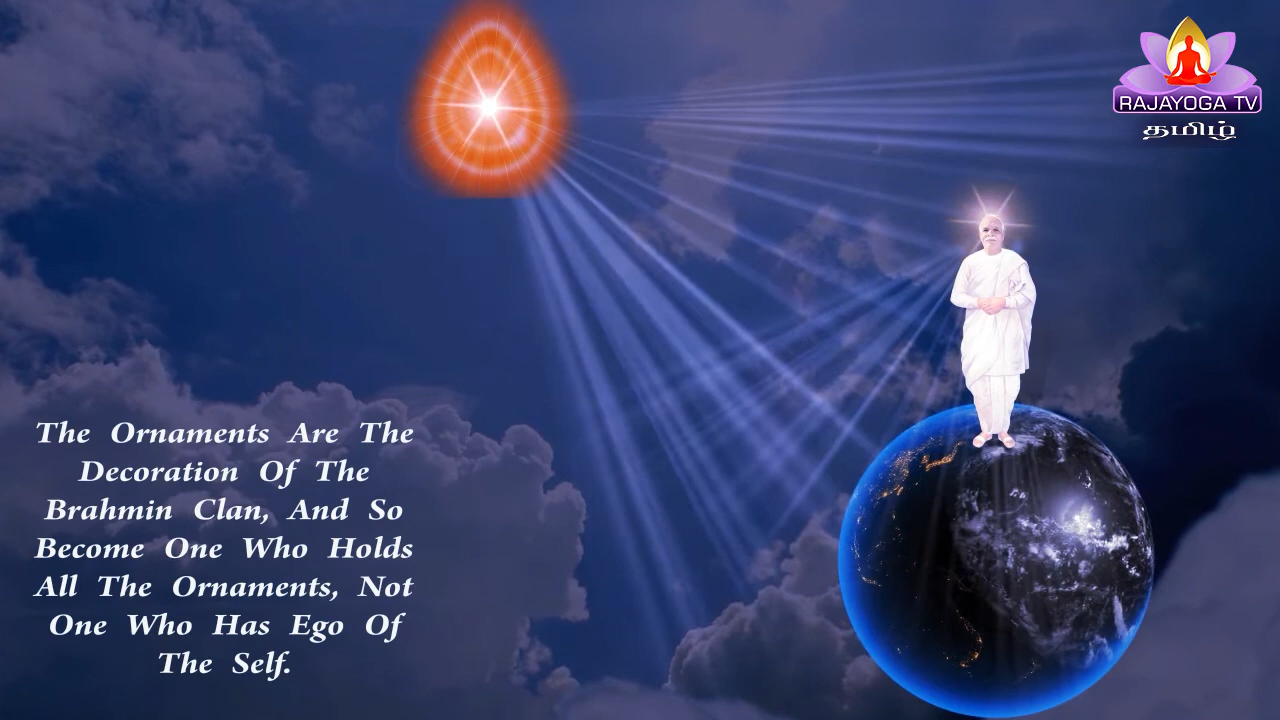 RAJAYOGA TV
தமிழ்
The Ornaments Are The
Decoration Of The
Brahmin Clan, And So
Become One Who Holds
All The Ornaments, Not
One Who Has Ego Of
The Self.